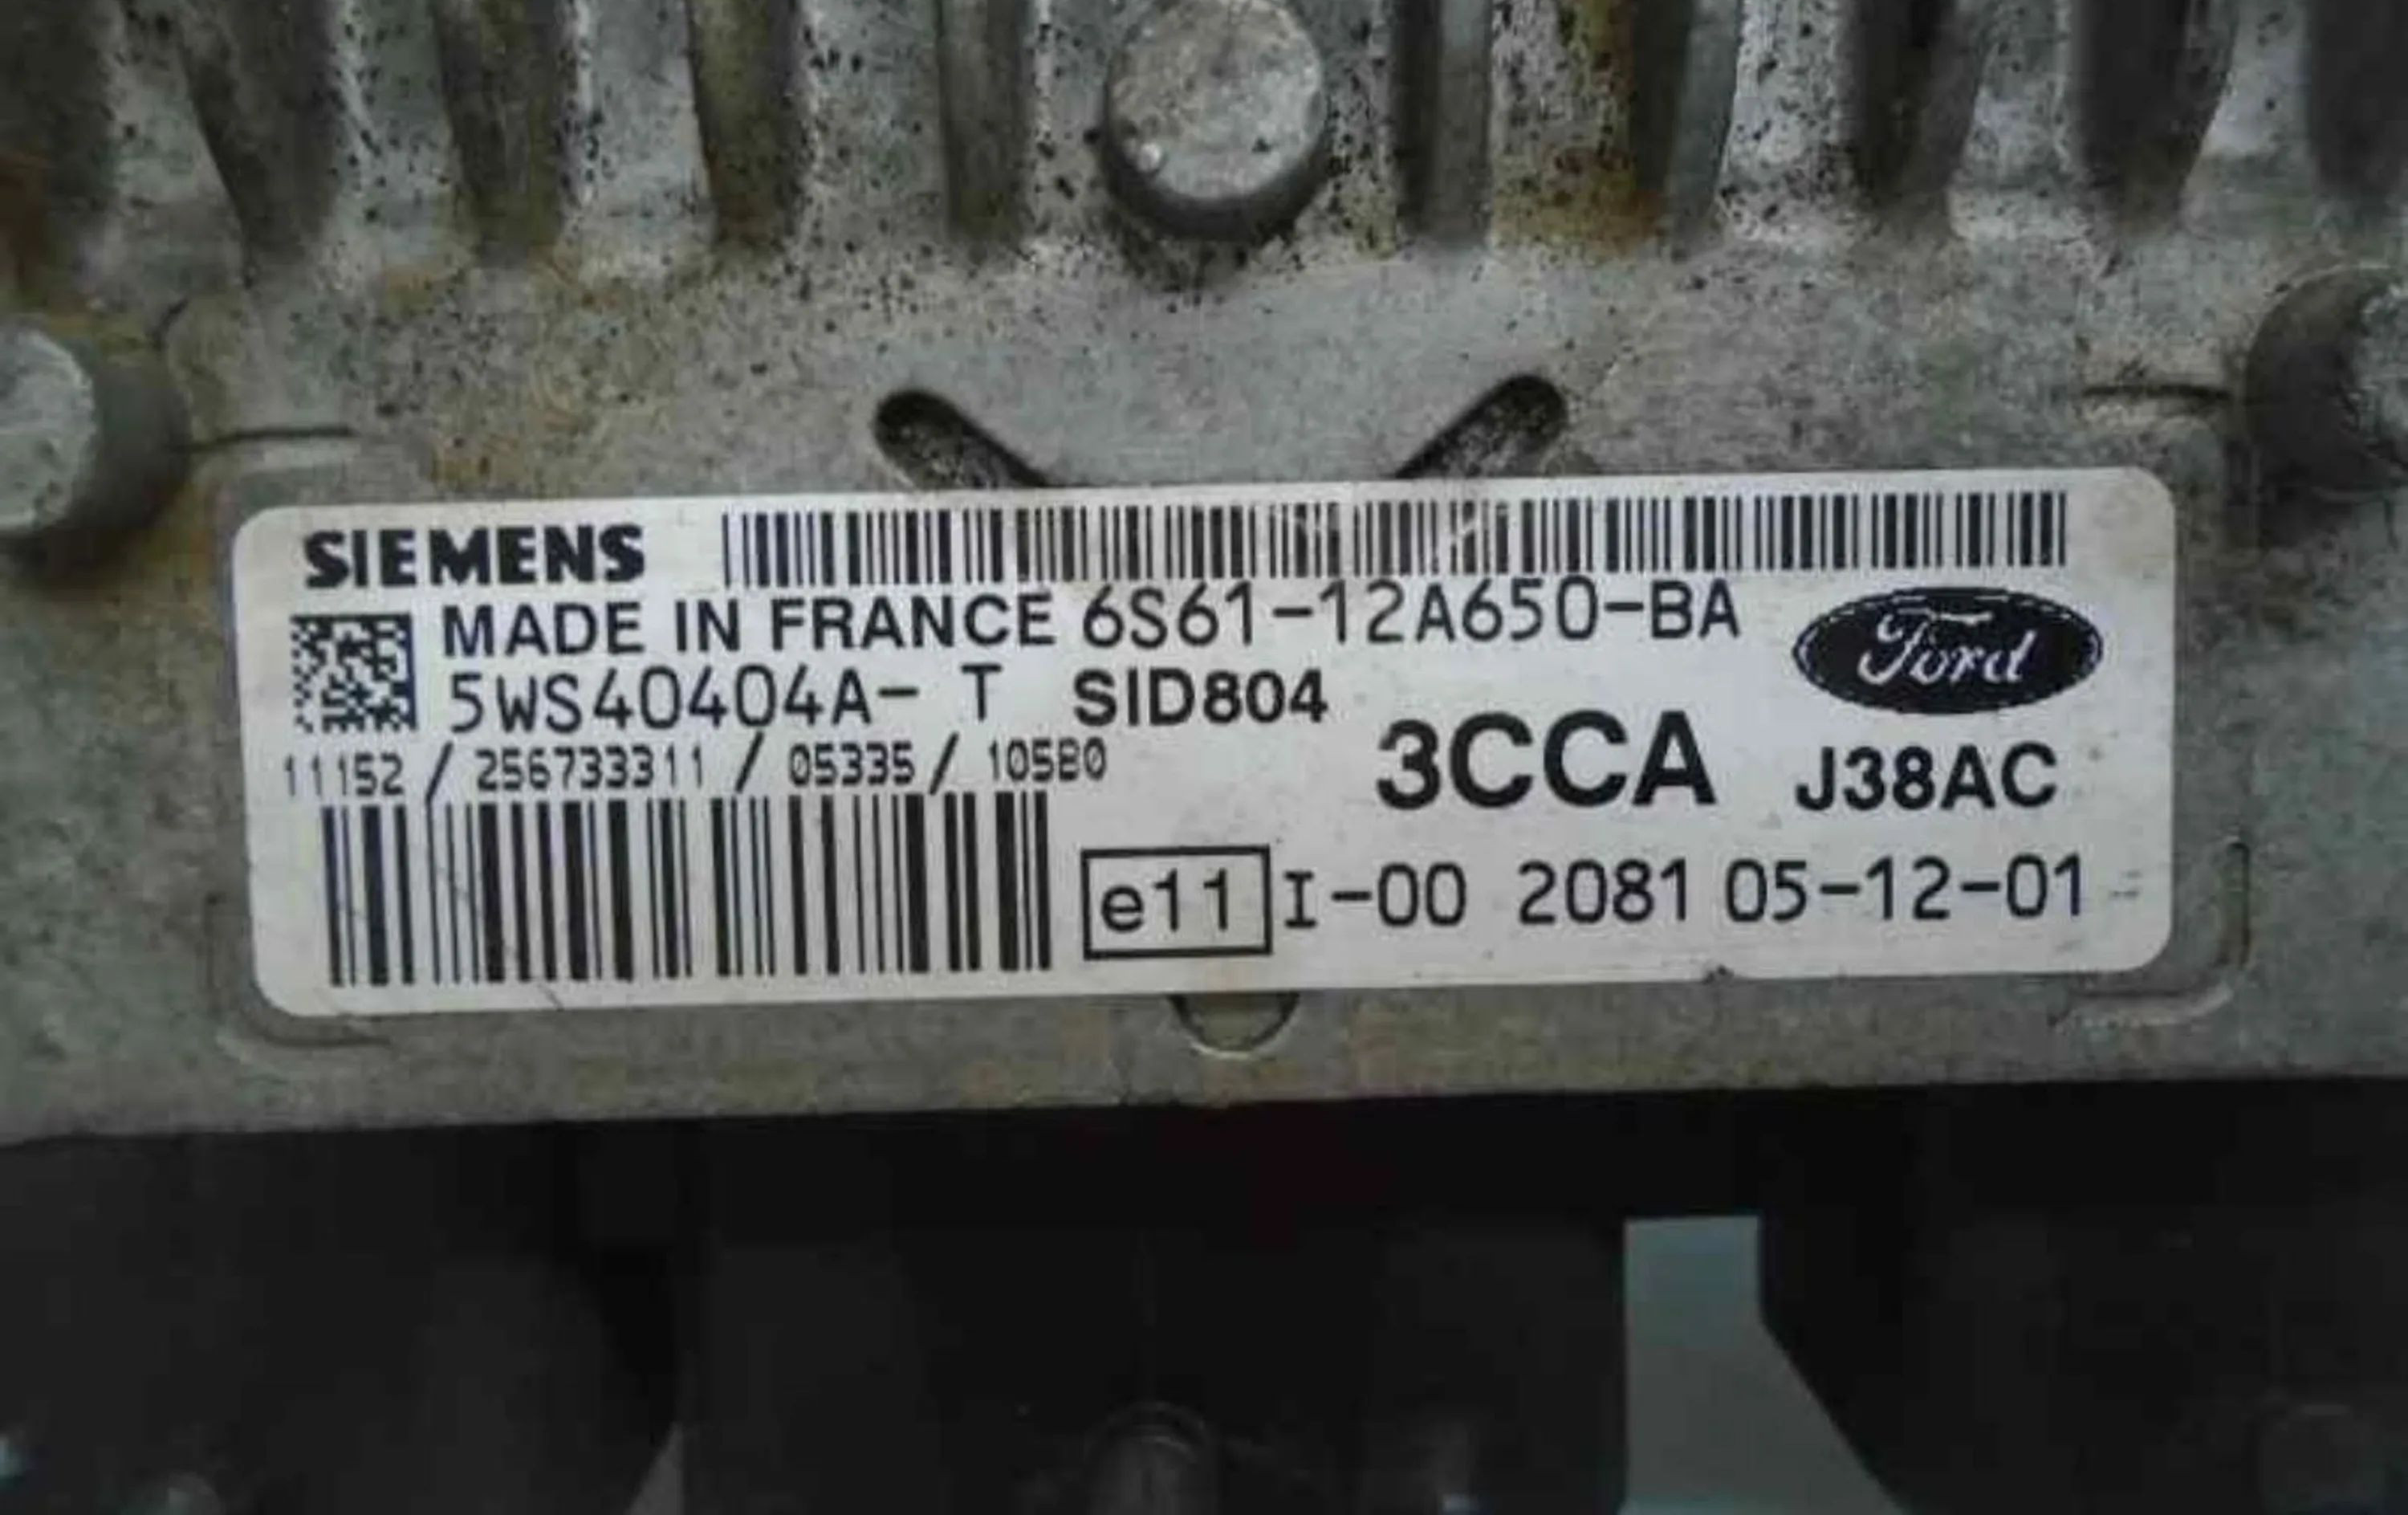 SIEMENS
MADE IN FRANCE 6S61-12A650-BA
Ford
5WS40404A- T SID804
11152 / 256733311 / 05335 / 105B0
3CCA J38AC
e11 I-00 2081 05-12-01